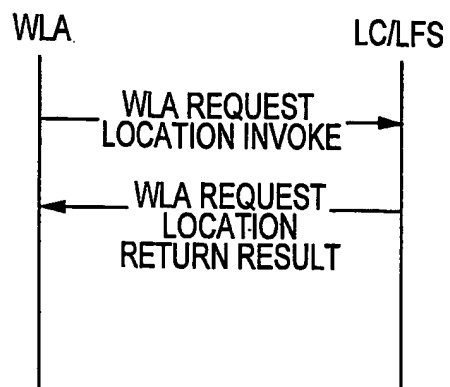 WLA
LC/LFS
WLA REQUEST
LOCATION INVOKE
WLA REQUEST
LOCATION
RETURN RESULT